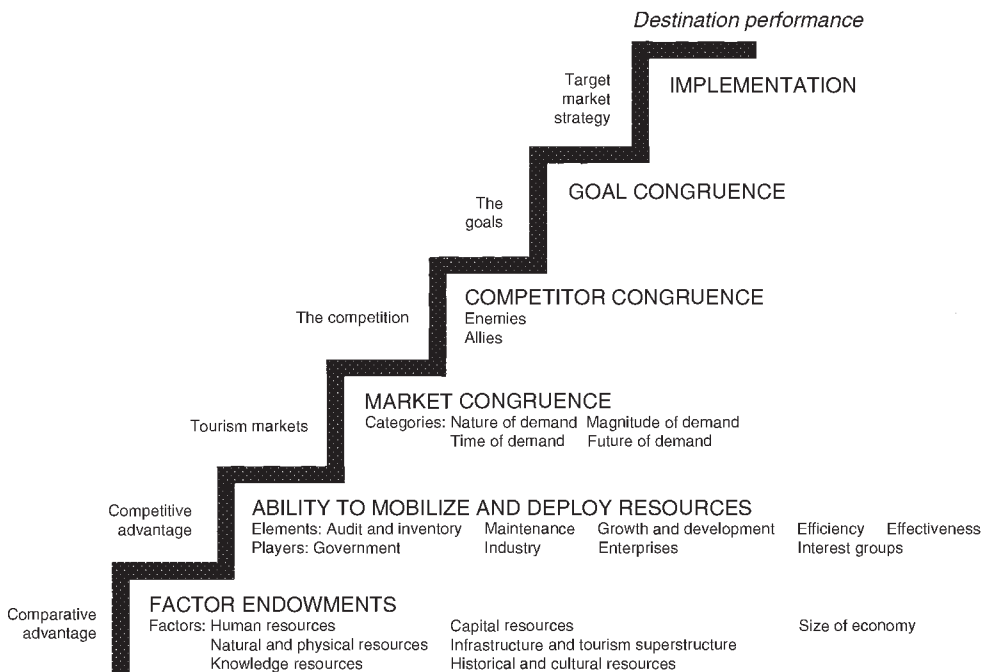 Destination performance
Target
market
strategy
IMPLEMENTATION
The
goals
GOAL CONGRUENCE
The competition
COMPETITOR CONGRUENCE
Enemies
Allies
Tourism markets
MARKET CONGRUENCE
Categories: Nature of demand Magnitude of demand
Time of demand Future of demand
Competitive
advantage
ABILITY TO MOBILIZE AND DEPLOY RESOURCES
Elements: Audit and inventory Maintenance Growth and development Efficiency Effectiveness
Players: Government Industry Enterprises Interest groups
Comparative
advantage
FACTOR ENDOWMENTS
Factors: Human resources Capital resources Size of economy
Natural and physical resources Infrastructure and tourism superstructure
Knowledge resources Historical and cultural resources